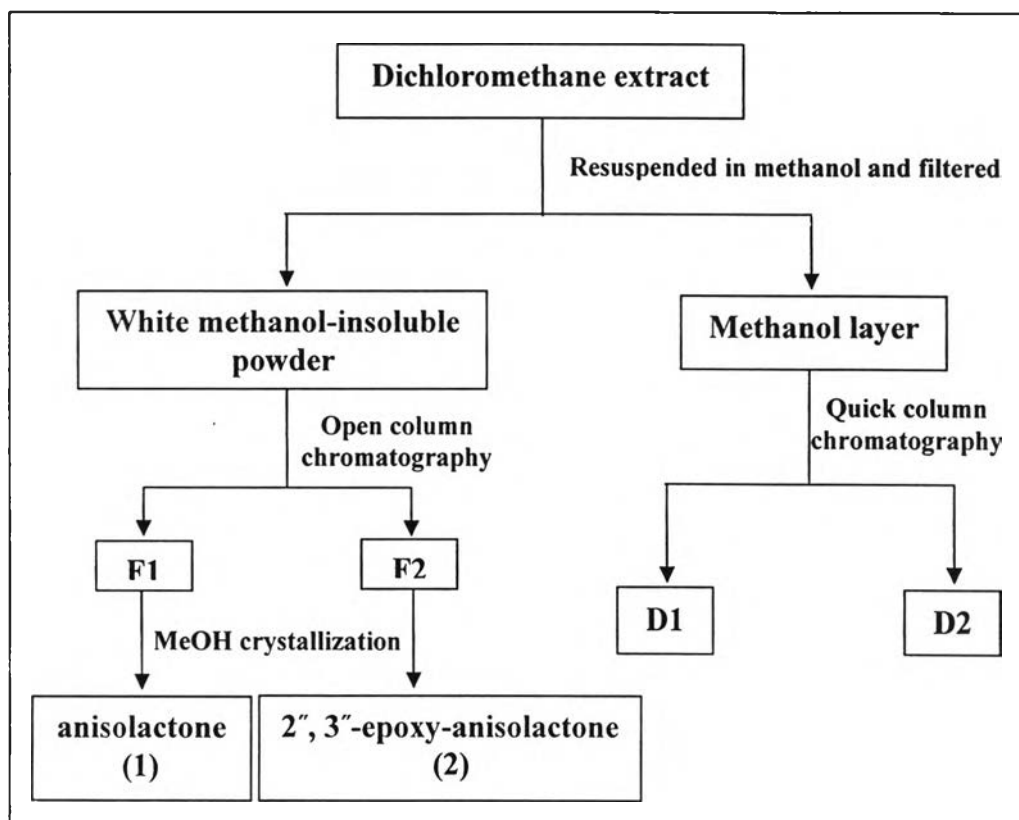 Dichloromethane extract
Resuspended in methanol and filtered
White methanol-insoluble
powder
Methanol layer
Open column
chromatography
Quick column
chromatography
F1
F2
D1
D2
MeOH crystallization
anisolactone
(1)
2″, 3″-epoxy-anisolactone
(2)